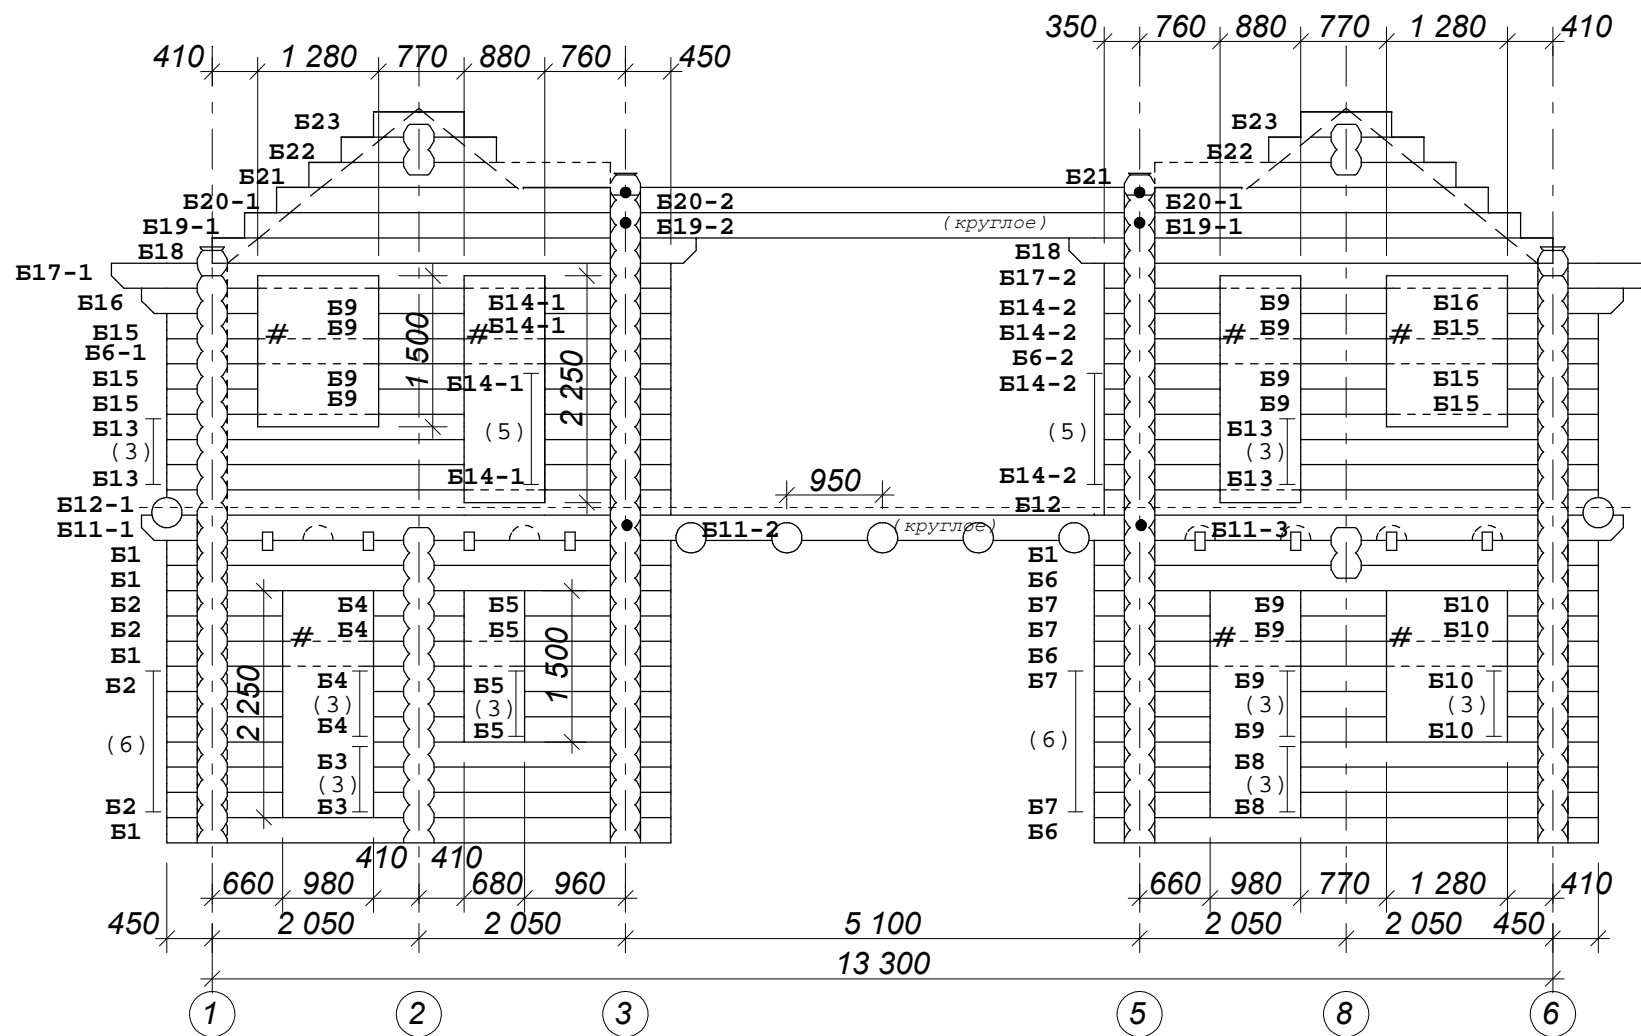 350 760 880 770 1 280 410
410 1 280 770 880 760 450
Б23 Б23
Б22 Б22
Б21 Б21
Б20-1 Б20-2 Б20-1
Б19-1 Б19-2 (круглое) Б19-1
Б18 Б18
Б17-1 Б17-2
Б16 Б9 Б14-1 Б14-2 Б9 Б16
Б15 # Б9 # Б14-1 Б14-2 # Б9 # Б15
Б6-1 1 500 Б6-2
Б15 Б9 Б14-1 2 250 Б14-2 Б9 Б15
Б15 Б9 Б9 Б15
Б13 Б13
(3) (5) (5) (3)
Б13 Б14-1 950 Б14-2 Б13
Б12-1 Б12
Б11-1 Б11-2 (круглое) Б11-3
Б1 Б1
Б1 Б6
Б2 Б4 Б5 Б7 Б9 Б10
Б2 # Б4 Б5 Б7 # Б9 # Б10
Б1 1 500 Б6
Б2 2 250 Б4 Б5 Б7 Б9 Б10
(3) (3) (3) (3)
Б4 Б5 Б9 Б10
(6) (6)
Б3 Б8
(3) (3)
Б2 Б3 Б7 Б8
Б1 Б6
410 410
660 980 680 960 660 980 770 1 280 410
450 2 050 2 050 5 100 2 050 2 050 450
13 300
1 2 3 5 8 6